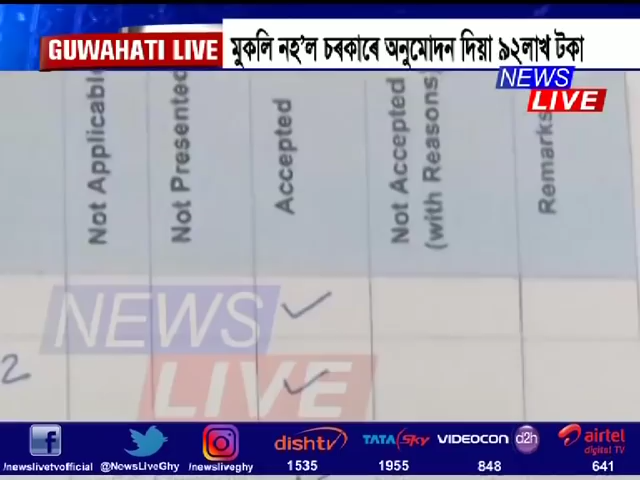 GUWAHATI LIVE
মুকলি নহ'ল চৰকাৰে অনুমোদন দিয়া ৯২লাখ টকা
NEWS
LIVE
Not Applicable
Not Presented
Accepted
Not Accepted
(with Reasons)
Remarks
NEWS
LIVE
2
/newslivetvofficial
@NewsLiveGhy
/newsliveghy
dishtv
1535
TATA Sky
1955
VIDEOCON d2h
848
airtel
digital TV
641